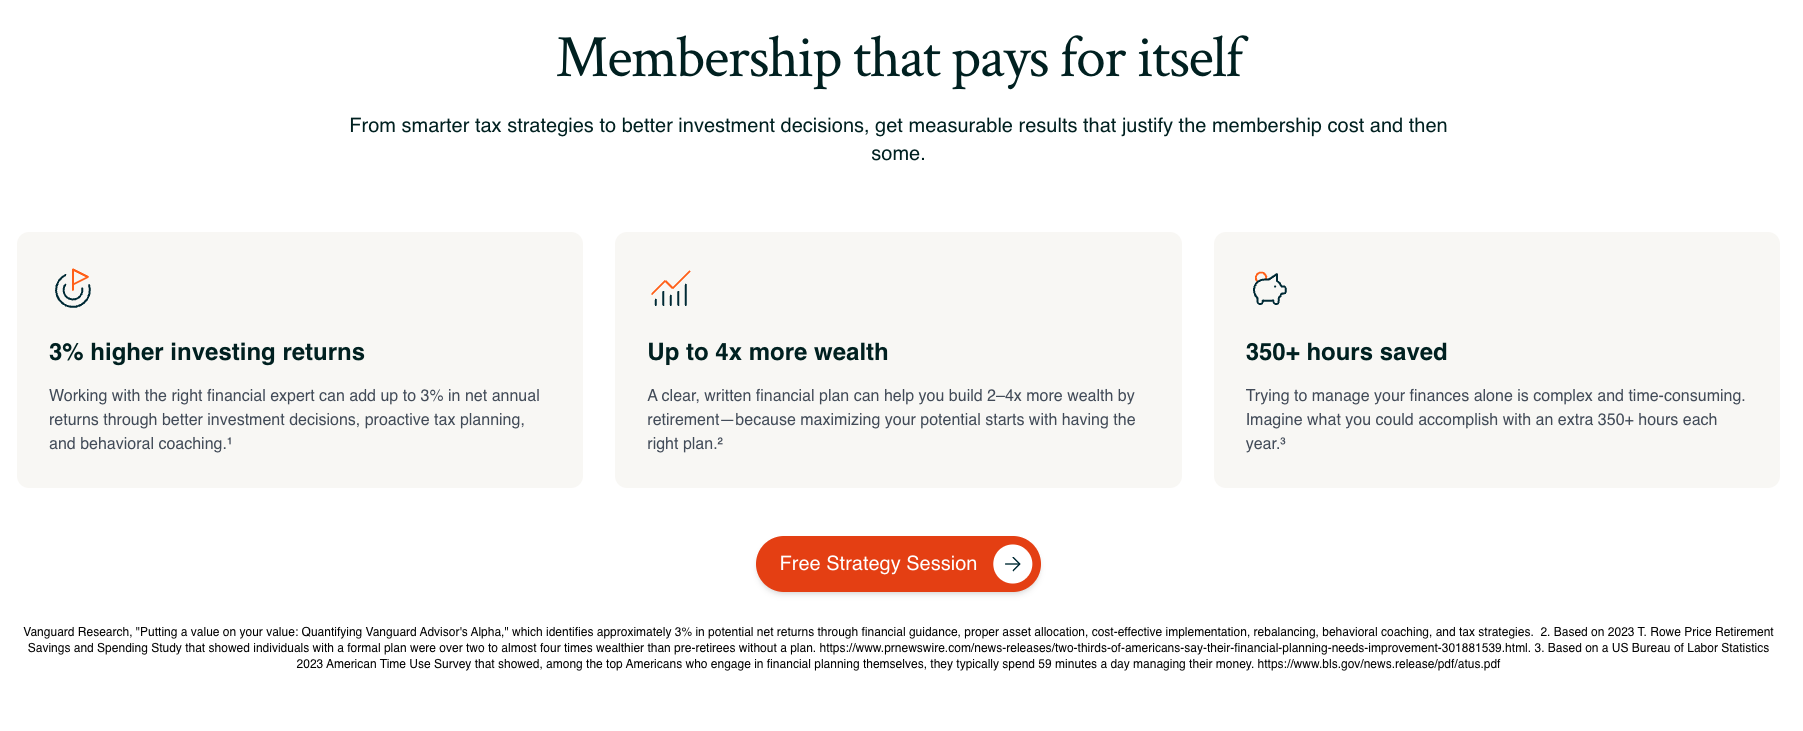 Membership that pays for itself
From smarter tax strategies to better investment decisions, get measurable results that justify the membership cost and then
some.
3% higher investing returns
Working with the right financial expert can add up to 3% in net annual
returns through better investment decisions, proactive tax planning,
and behavioral coaching.¹
Up to 4x more wealth
A clear, written financial plan can help you build 2–4x more wealth by
retirement—because maximizing your potential starts with having the
right plan.²
350+ hours saved
Trying to manage your finances alone is complex and time-consuming.
Imagine what you could accomplish with an extra 350+ hours each
year.³
Free Strategy Session
Vanguard Research, "Putting a value on your value: Quantifying Vanguard Advisor's Alpha," which identifies approximately 3% in potential net returns through financial guidance, proper asset allocation, cost-effective implementation, rebalancing, behavioral coaching, and tax strategies. 2. Based on 2023 T. Rowe Price Retirement
Savings and Spending Study that showed individuals with a formal plan were over two to almost four times wealthier than pre-retirees without a plan. https://www.prnewswire.com/news-releases/two-thirds-of-americans-say-their-financial-planning-needs-improvement-301881539.html. 3. Based on a US Bureau of Labor Statistics
2023 American Time Use Survey that showed, among the top Americans who engage in financial planning themselves, they typically spend 59 minutes a day managing their money. https://www.bls.gov/news.release/pdf/atus.pdf